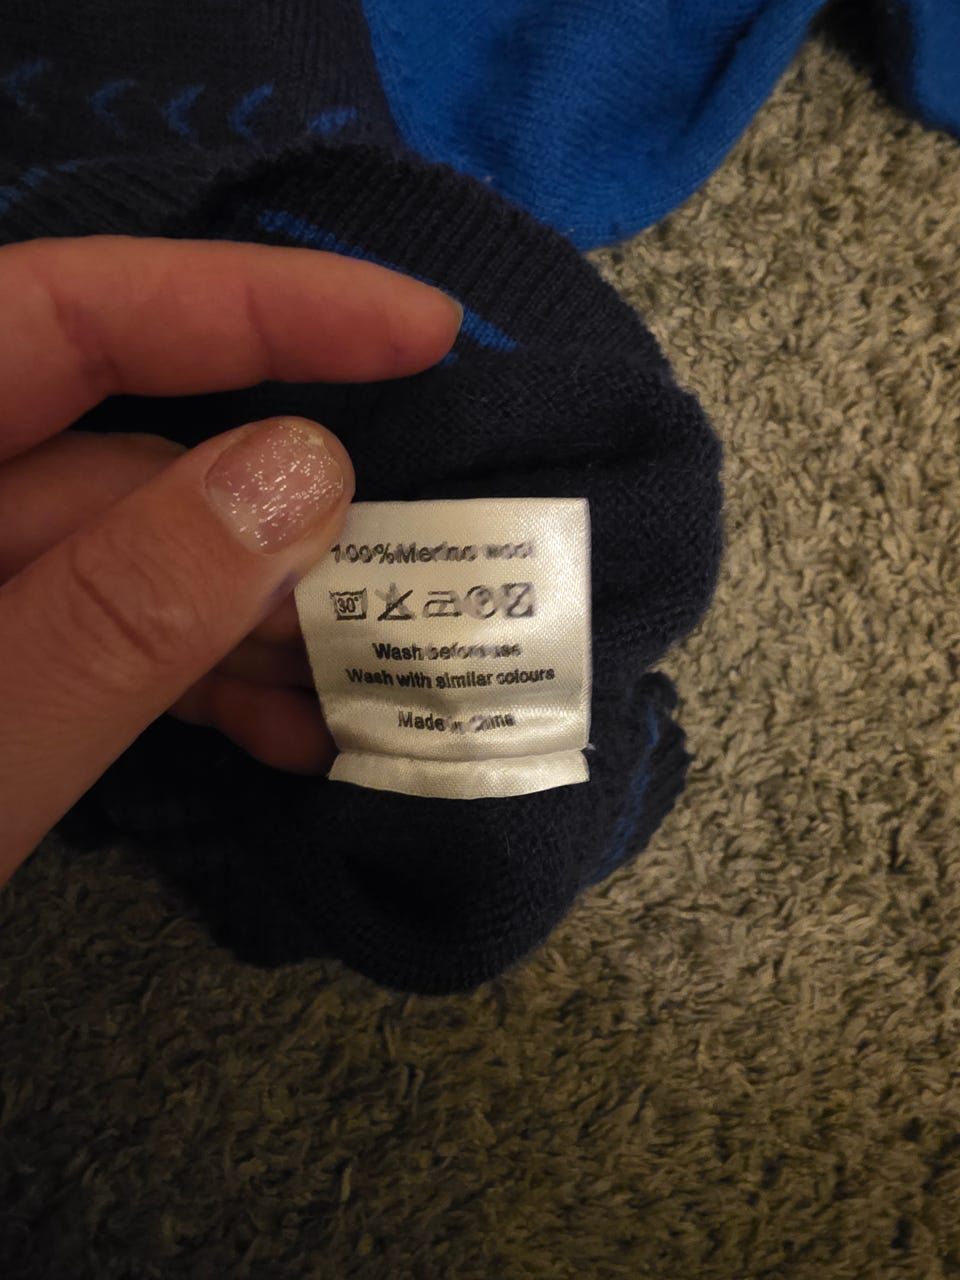 100%Merino wool
30°
Wash before use
Wash with similar colours
Made in China